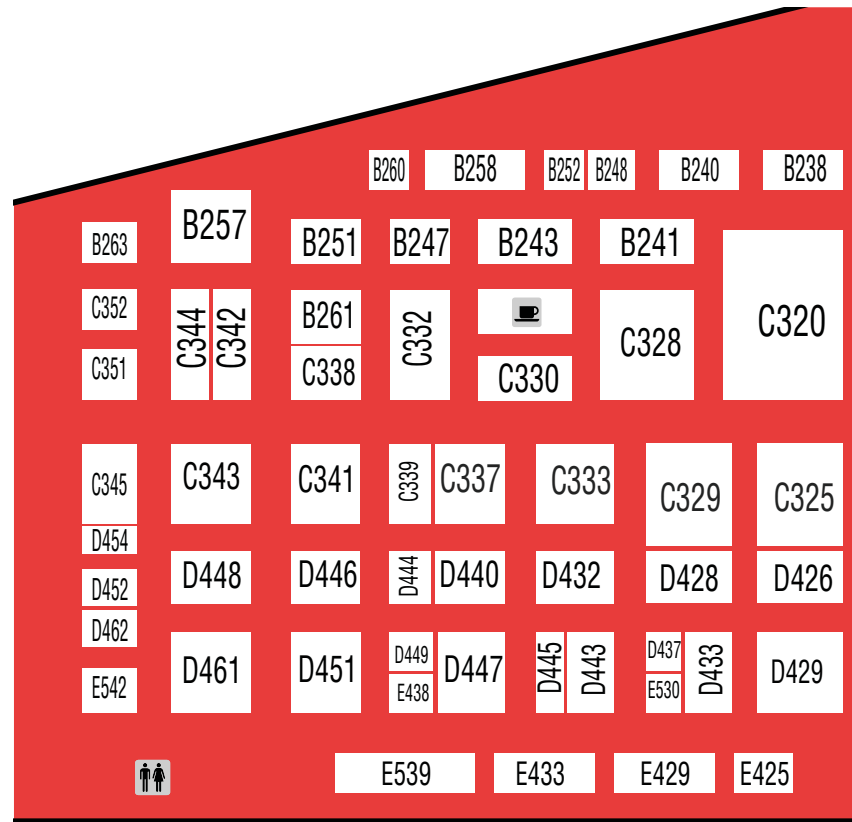 B260 B258 B252 B248 B240 B238
B263 B257 B251 B247 B243 B241
C352 C344 C342 B261 C332 C328 C320
C351 C338 C330
C345 C343 C341 C339 C337 C333 C329 C325
D454
D452 D448 D446 D444 D440 D432 D428 D426
D462
E542 D461 D451 D449 D447 D445 D443 D437 D433 D429
E438 E530
E539 E433 E429 E425